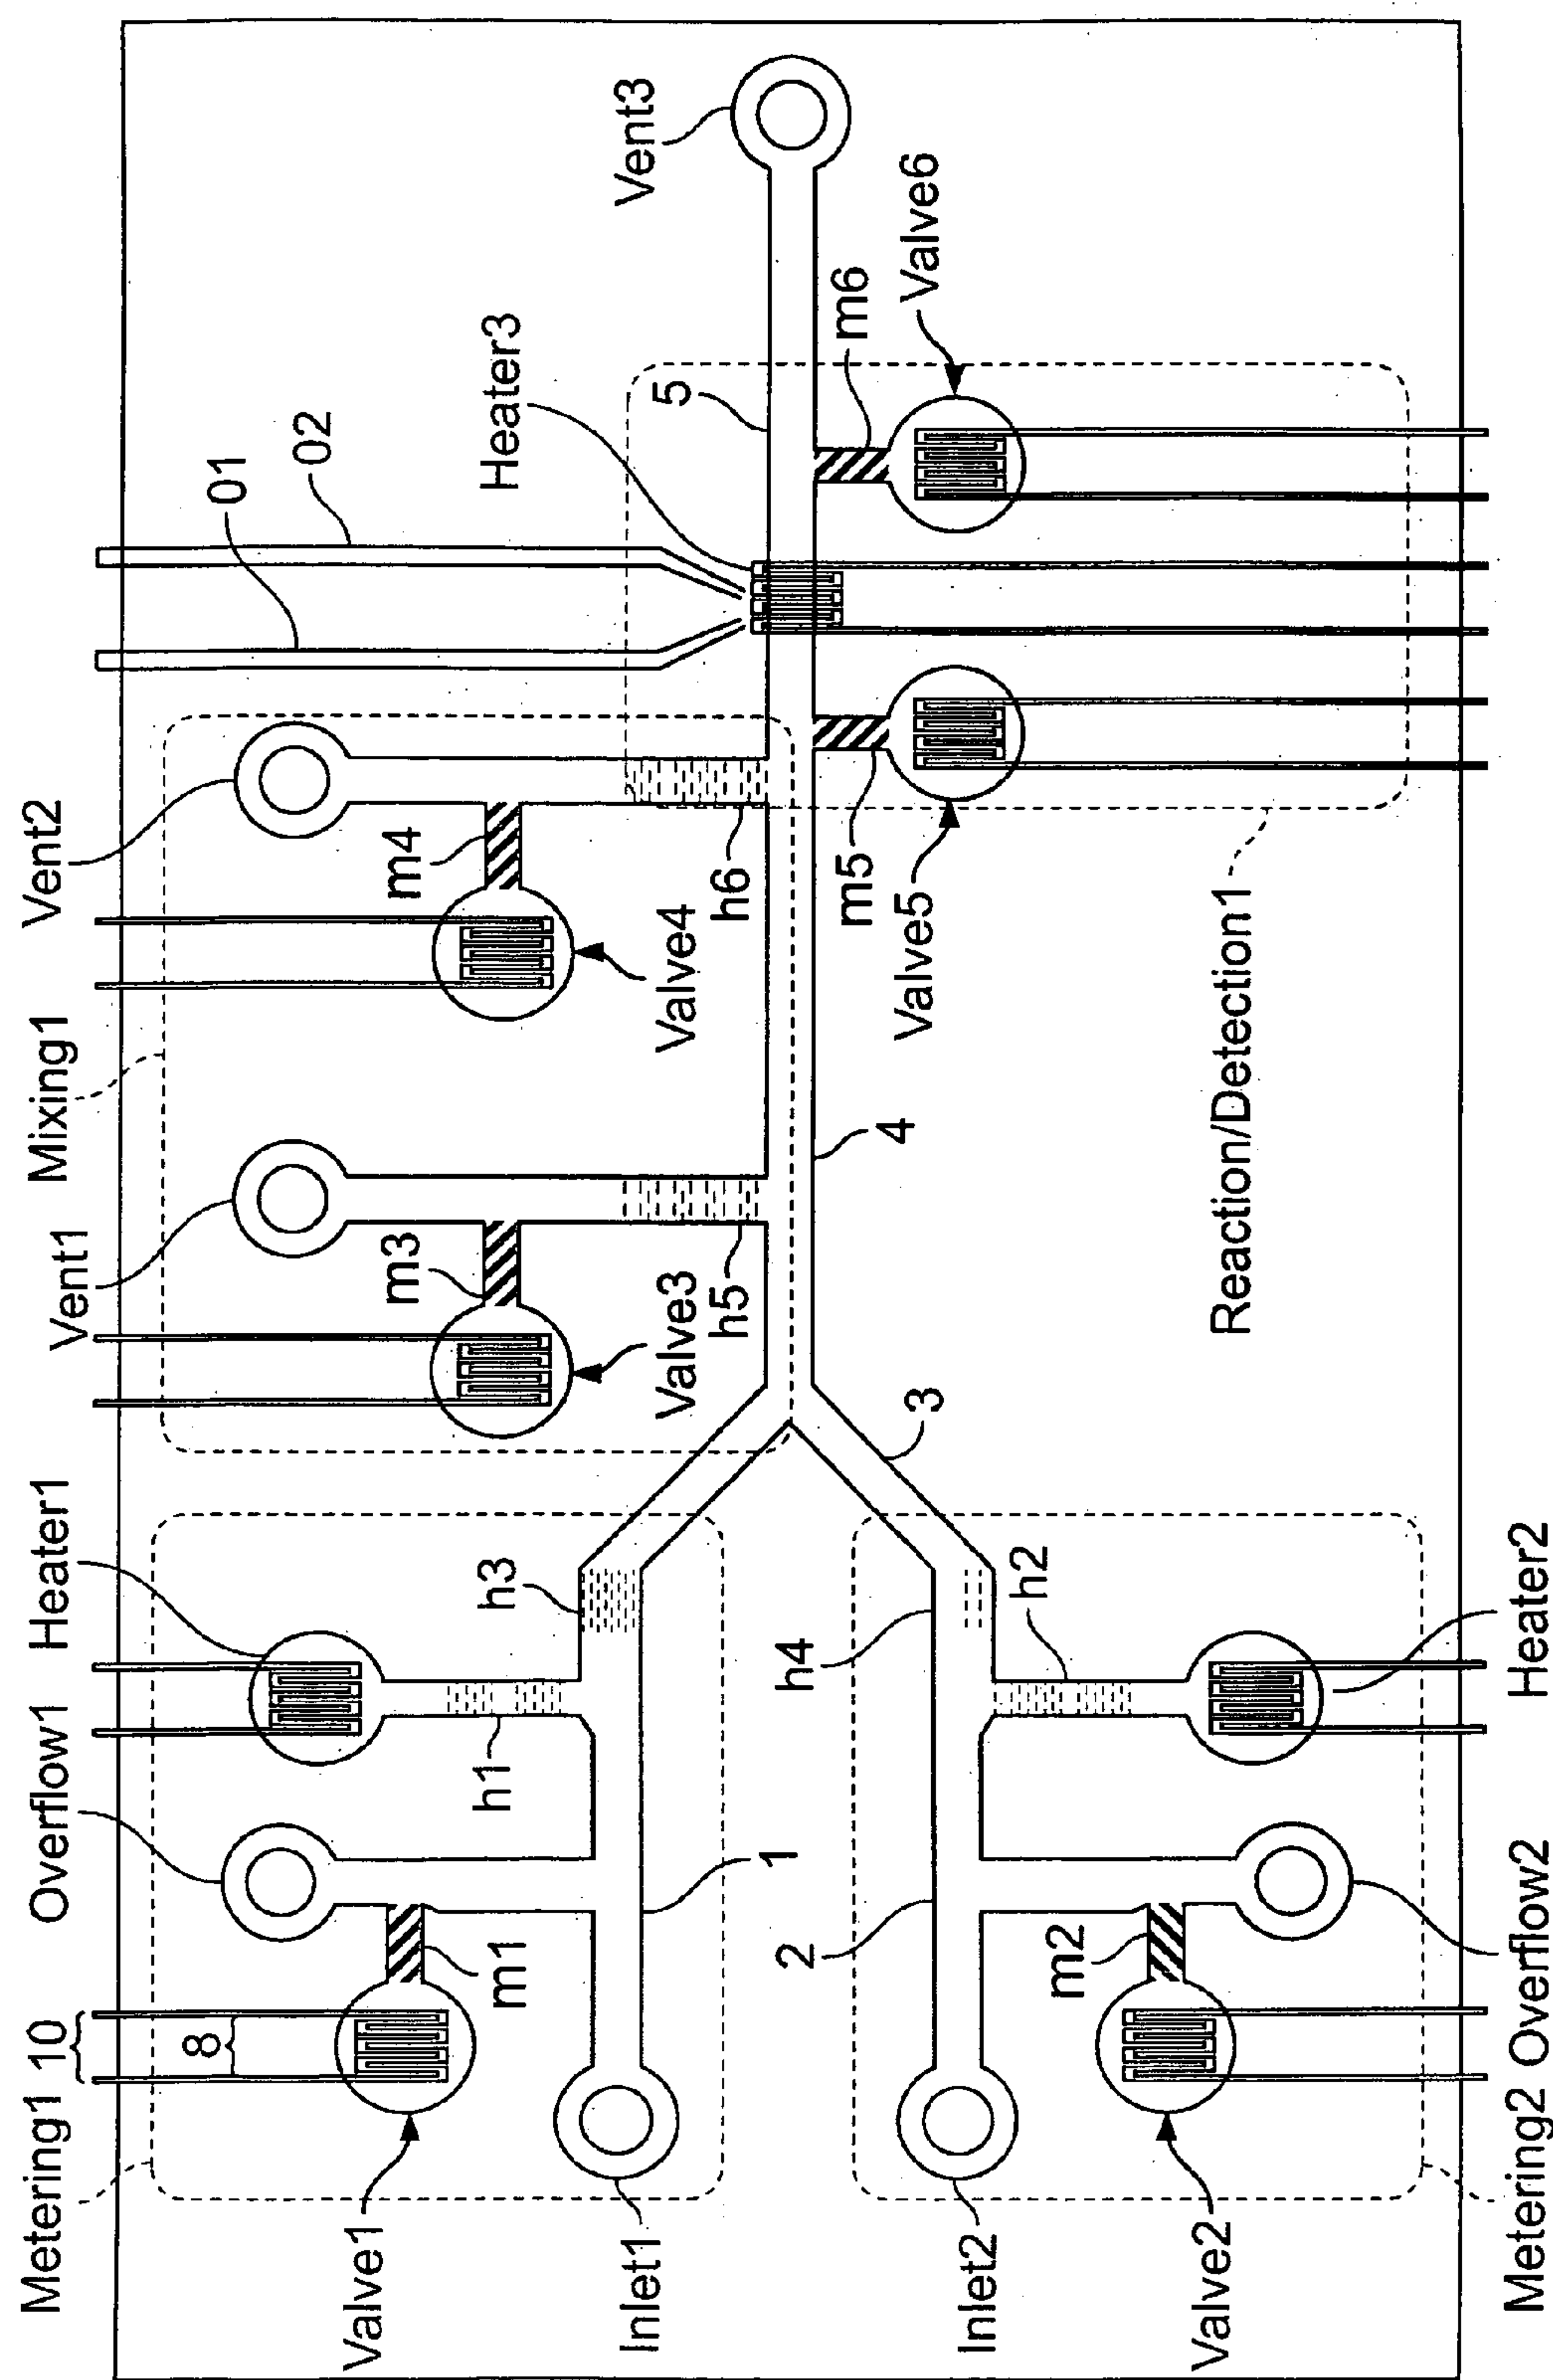 Metering1
10
Overflow1
Heater1
Vent1
Mixing1
Vent2
8
01
02
Valve1
m1
h1
m3
m4
Heater3
Vent3
Inlet1
1
h3
Valve3
h5
Valve4
h6
5
2
h4
3
4
m5
m6
Inlet2
m2
h2
Valve5
Valve6
Valve2
Reaction/Detection1
Metering2
Overflow2
Heater2